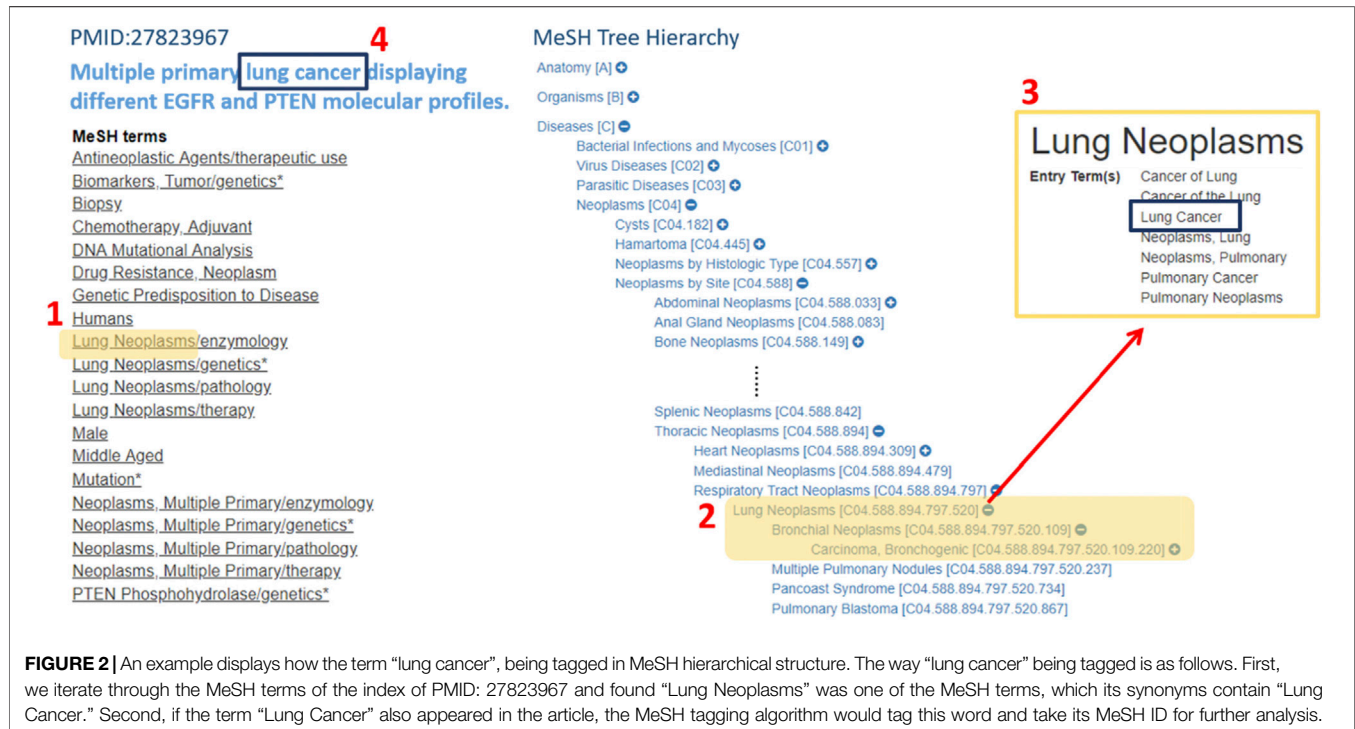 PMID:27823967
4
Multiple primary lung cancer displaying
different EGFR and PTEN molecular profiles.
MeSH terms
Antineoplastic Agents/therapeutic use
Biomarkers, Tumor/genetics*
Biopsy
Chemotherapy, Adjuvant
DNA Mutational Analysis
Drug Resistance, Neoplasm
Genetic Predisposition to Disease
1
Humans
Lung Neoplasms/enzymology
Lung Neoplasms/genetics*
Lung Neoplasms/pathology
Lung Neoplasms/therapy
Male
Middle Aged
Mutation*
Neoplasms, Multiple Primary/enzymology
Neoplasms, Multiple Primary/genetics*
Neoplasms, Multiple Primary/pathology
Neoplasms, Multiple Primary/therapy
PTEN Phosphohydrolase/genetics*
MeSH Tree Hierarchy
Anatomy [A]
Organisms [B]
Diseases [C]
Bacterial Infections and Mycoses [C01]
Virus Diseases [C02]
Parasitic Diseases [C03]
Neoplasms [C04]
Cysts [C04.182]
Hamartoma [C04.445]
Neoplasms by Histologic Type [C04.557]
Neoplasms by Site [C04.588]
Abdominal Neoplasms [C04.588.033]
Anal Gland Neoplasms [C04.588.083]
Bone Neoplasms [C04.588.149]
Splenic Neoplasms [C04.588.842]
Thoracic Neoplasms [C04.588.894]
Heart Neoplasms [C04.588.894.309]
Mediastinal Neoplasms [C04.588.894.479]
Respiratory Tract Neoplasms [C04.588.894.797]
2
Lung Neoplasms [C04.588.894.797.520]
Bronchial Neoplasms [C04.588.894.797.520.109]
Carcinoma, Bronchogenic [C04.588.894.797.520.109.220]
Multiple Pulmonary Nodules [C04.588.894.797.520.237]
Pancoast Syndrome [C04.588.894.797.520.734]
Pulmonary Blastoma [C04.588.894.797.520.867]
3
Lung Neoplasms
Entry Term(s) Cancer of Lung
Cancer of the Lung
Lung Cancer
Neoplasms, Lung
Neoplasms, Pulmonary
Pulmonary Cancer
Pulmonary Neoplasms
FIGURE 2 | An example displays how the term “lung cancer”, being tagged in MeSH hierarchical structure. The way “lung cancer” being tagged is as follows. First,
we iterate through the MeSH terms of the index of PMID: 27823967 and found “Lung Neoplasms” was one of the MeSH terms, which its synonyms contain “Lung
Cancer.” Second, if the term “Lung Cancer” also appeared in the article, the MeSH tagging algorithm would tag this word and take its MeSH ID for further analysis.